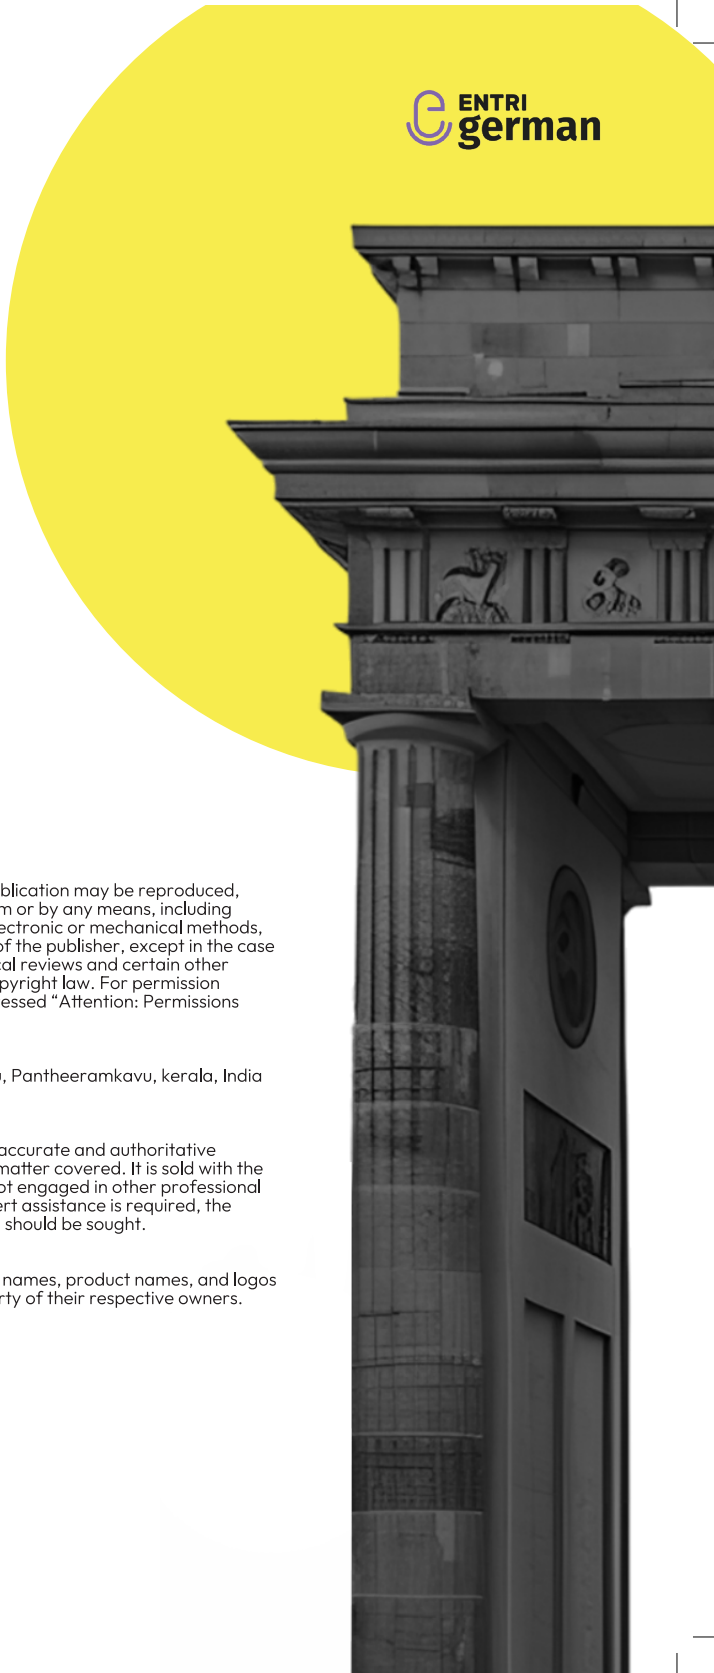 ENTRI
german
blication may be reproduced,
m or by any means, including
ectronic or mechanical methods,
of the publisher, except in the case
cal reviews and certain other
pyright law. For permission
essed “Attention: Permissions
, Pantheeramkavu, kerala, India
accurate and authoritative
matter covered. It is sold with the
ot engaged in other professional
ert assistance is required, the
should be sought.
names, product names, and logos
rty of their respective owners.